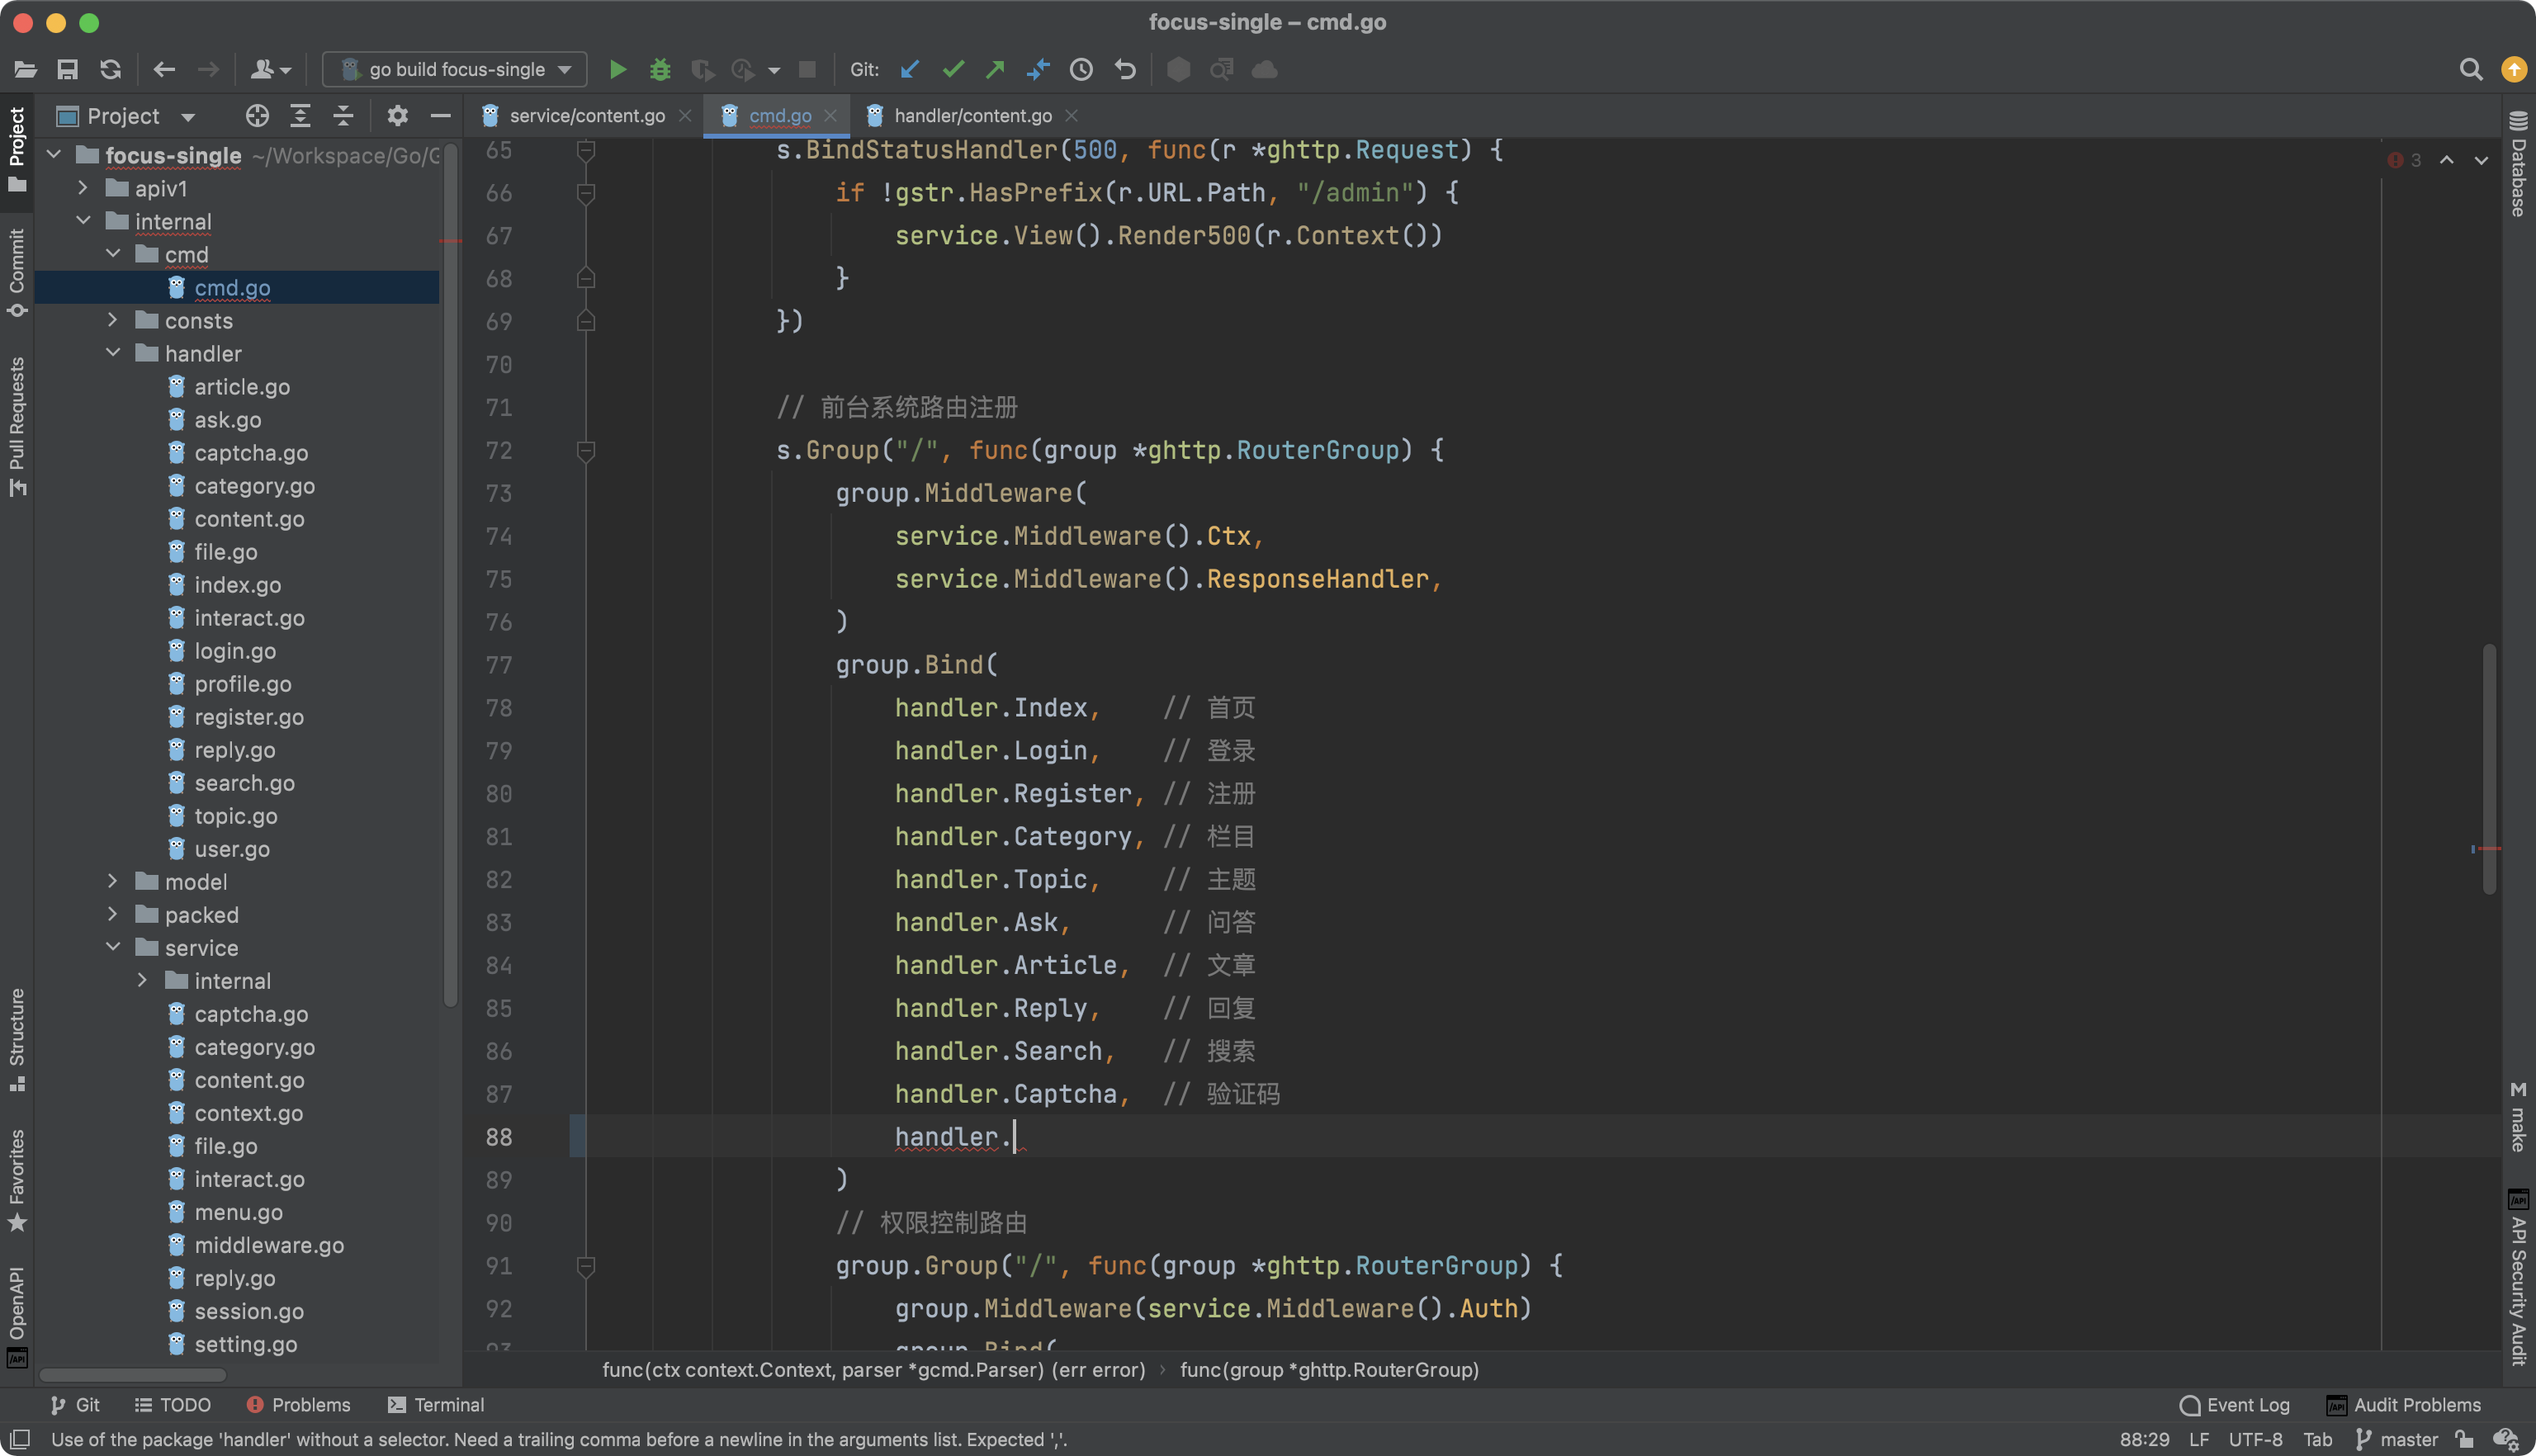 focus-single – cmd.go
go build focus-single
Git:
Project
service/content.go
cmd.go
handler/content.go
Project
Commit
Pull Requests
Structure
Favorites
OpenAPI
focus-single ~/Workspace/Go/G
apiv1
internal
cmd
cmd.go
consts
handler
article.go
ask.go
captcha.go
category.go
content.go
file.go
index.go
interact.go
login.go
profile.go
register.go
reply.go
search.go
topic.go
user.go
model
packed
service
internal
captcha.go
category.go
content.go
context.go
file.go
interact.go
menu.go
middleware.go
reply.go
session.go
setting.go
65 s.BindStatusHandler(500, func(r *ghttp.Request) {
66 if !gstr.HasPrefix(r.URL.Path, "/admin") {
67 service.View().Render500(r.Context())
68 }
69 })
70
71 // 前台系统路由注册
72 s.Group("/", func(group *ghttp.RouterGroup) {
73 group.Middleware(
74 service.Middleware().Ctx,
75 service.Middleware().ResponseHandler,
76 )
77 group.Bind(
78 handler.Index, // 首页
79 handler.Login, // 登录
80 handler.Register, // 注册
81 handler.Category, // 栏目
82 handler.Topic, // 主题
83 handler.Ask, // 问答
84 handler.Article, // 文章
85 handler.Reply, // 回复
86 handler.Search, // 搜索
87 handler.Captcha, // 验证码
88 handler.
89 )
90 // 权限控制路由
91 group.Group("/", func(group *ghttp.RouterGroup) {
92 group.Middleware(service.Middleware().Auth)
93 group.Bind(
3
Database
make
API Security Audit
func(ctx context.Context, parser *gcmd.Parser) (err error) › func(group *ghttp.RouterGroup)
Git
TODO
Problems
Terminal
Event Log
Audit Problems
Use of the package 'handler' without a selector. Need a trailing comma before a newline in the arguments list. Expected ','.
88:29 LF UTF-8 Tab master